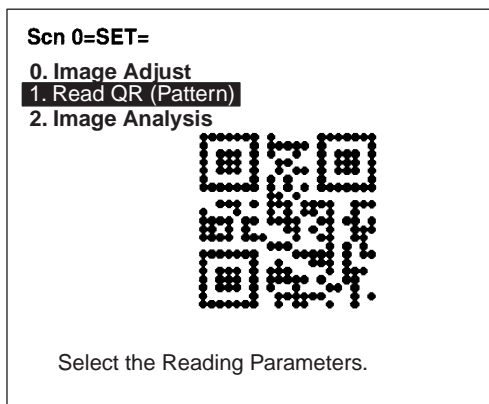 Scn 0=SET=
0. Image Adjust
1. Read QR (Pattern)
2. Image Analysis
Select the Reading Parameters.